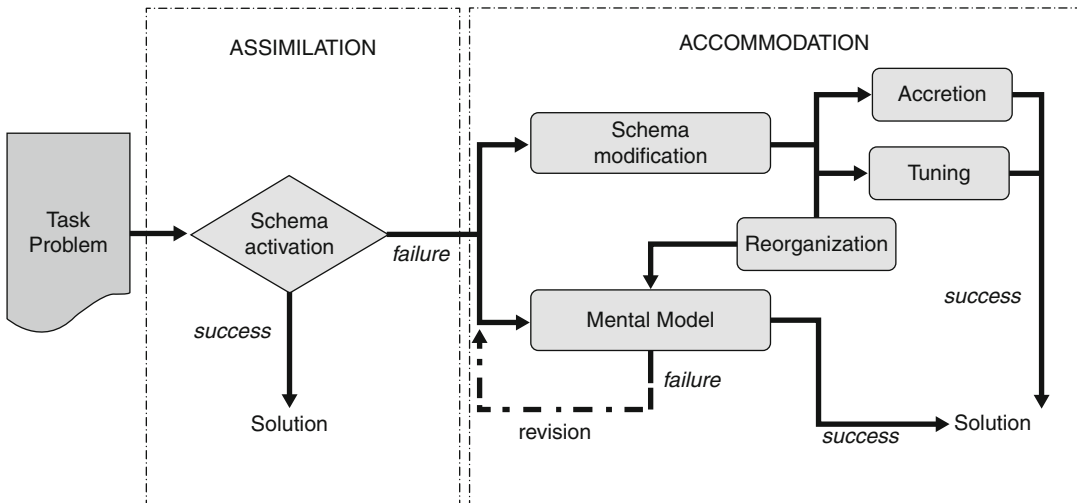 ASSIMILATION
ACCOMMODATION
Task
Problem
Schema
activation
failure
success
Solution
Schema
modification
Accretion
Tuning
Reorganization
Mental Model
failure
revision
success
success
Solution